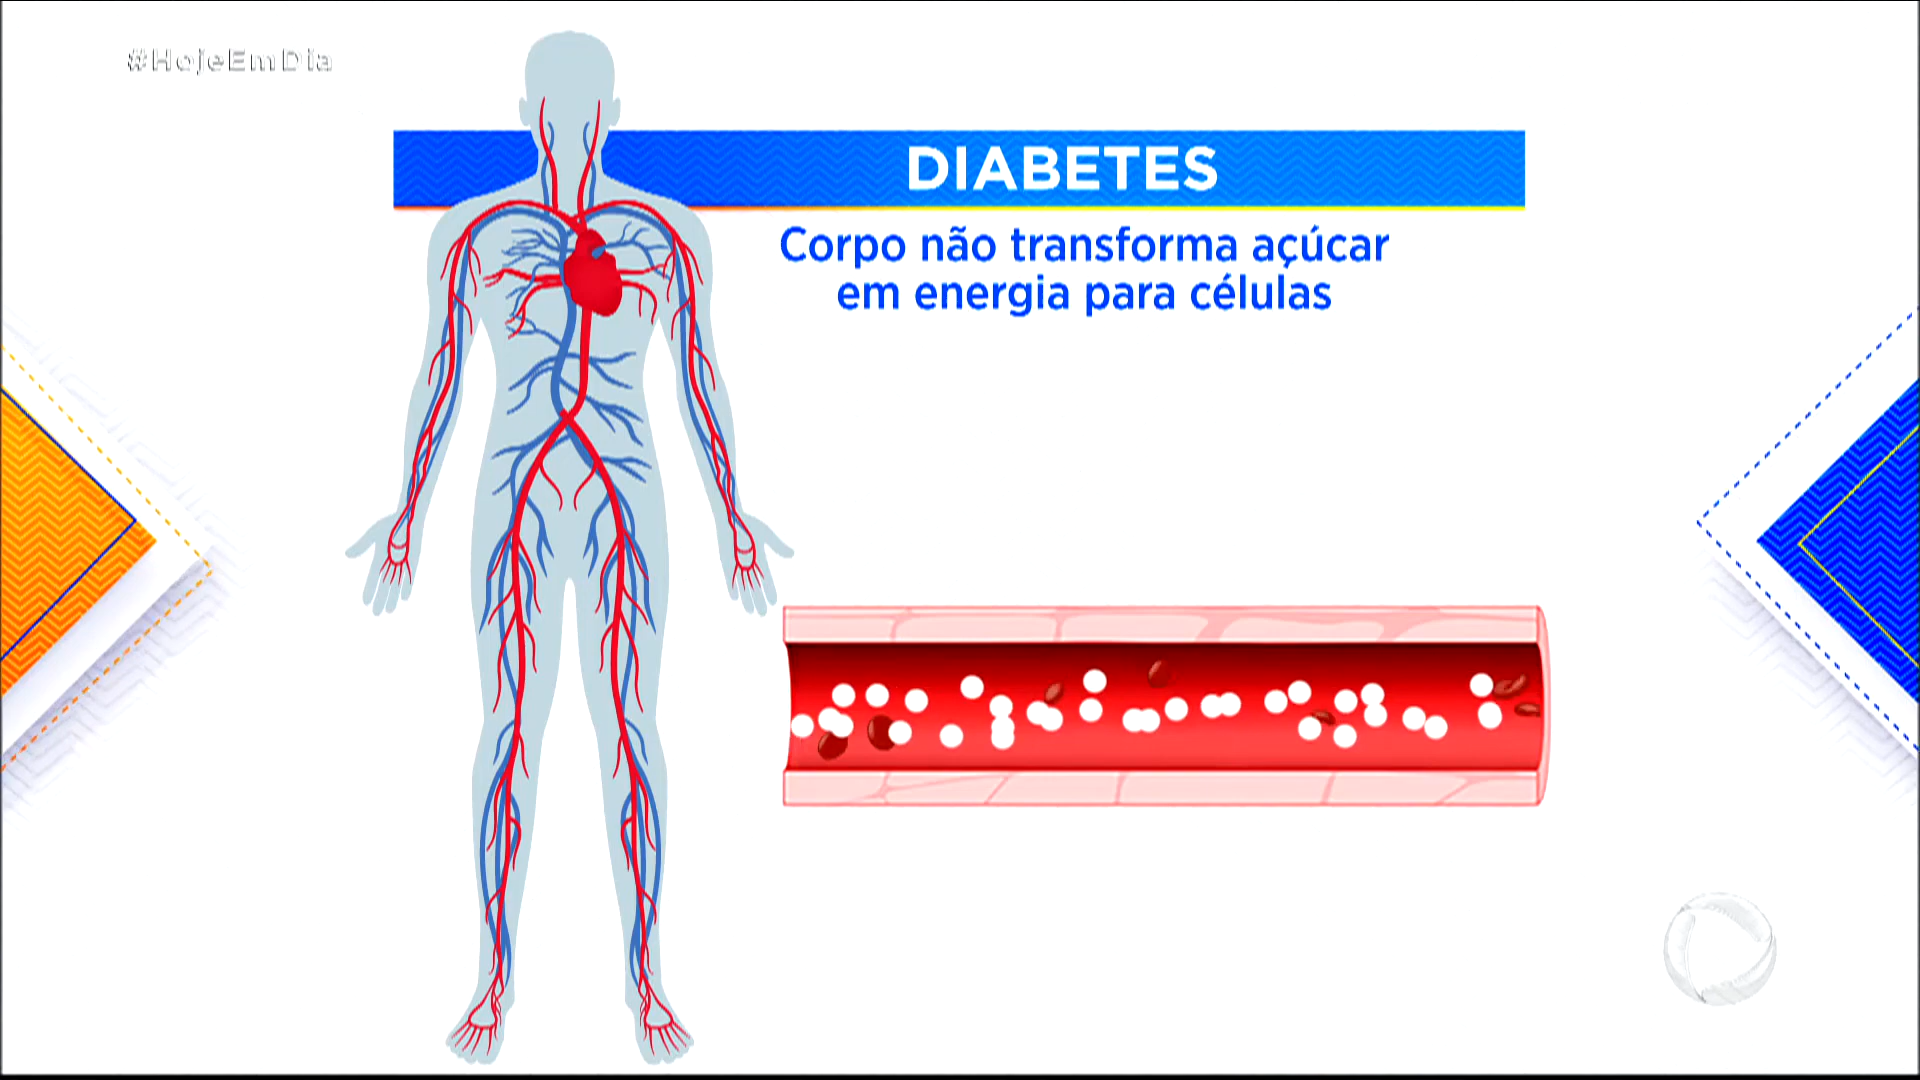 #HojeEmDia
DIABETES
Corpo não transforma açúcar
em energia para células